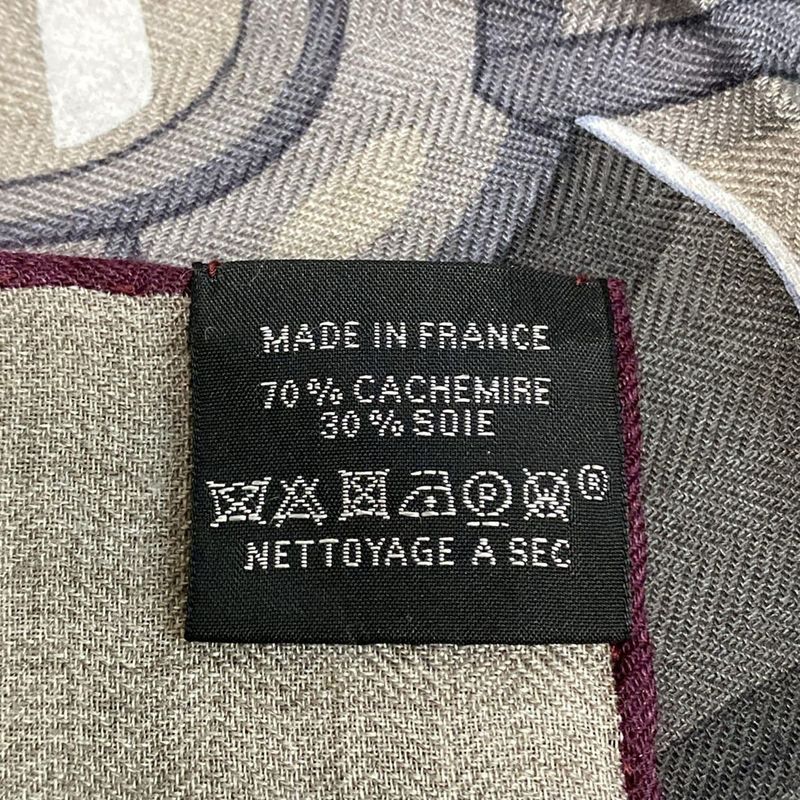 MADE IN FRANCE
70% CACHEMIRE
30% SOIE
P ®
NETTOYAGE A SEC